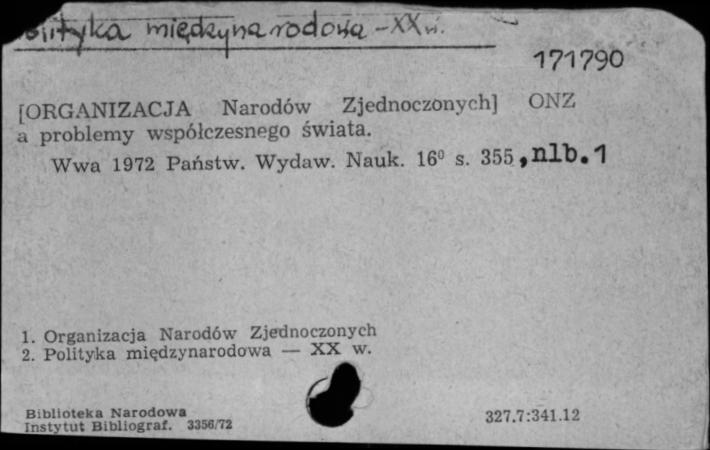 Polityka międzynarodowa - XX w.
171790
[ORGANIZACJA Narodów Zjednoczonych] ONZ
a problemy współczesnego świata.
Wwa 1972 Państw. Wydaw. Nauk. 16⁰ s. 355, nlb. 1
1. Organizacja Narodów Zjednoczonych
2. Polityka międzynarodowa — XX w.
Biblioteka Narodowa
Instytut Bibliograf. 3356/72
327.7:341.12